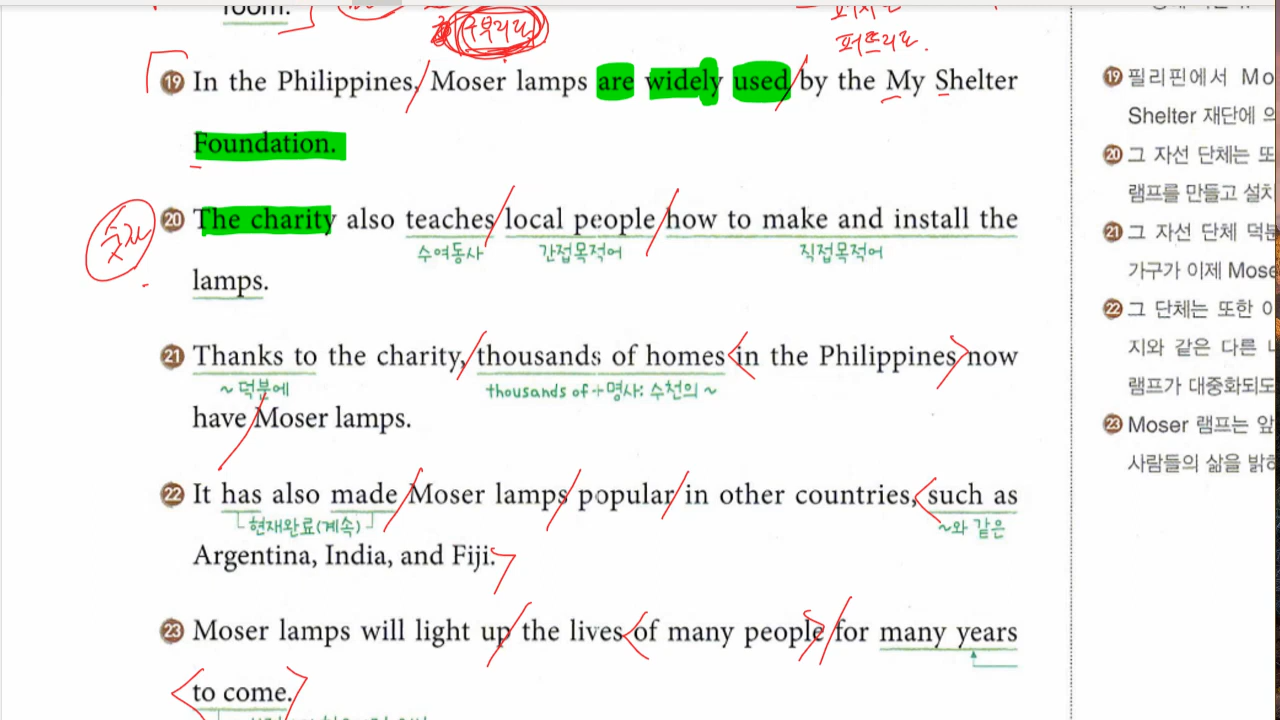 room.
구부리다
퍼지는
퍼뜨리다.
⑲ In the Philippines, Moser lamps are widely used by the My Shelter
Foundation.
숫자
⑳ The charity also teaches local people how to make and install the
수여동사 간접목적어 직접목적어
lamps.
㉑ Thanks to the charity, thousands of homes in the Philippines now
~ 덕분에 thousands of+명사: 수천의 ~
have Moser lamps.
㉒ It has also made Moser lamps popular in other countries, such as
현재완료(계속) ~와 같은
Argentina, India, and Fiji.
㉓ Moser lamps will light up the lives of many people for many years
to come.
⑲ 필리핀에서 Mo
Shelter 재단에 의
⑳ 그 자선 단체는 또
램프를 만들고 설치
㉑ 그 자선 단체 덕분
가구가 이제 Mose
㉒ 그 단체는 또한 이
지와 같은 다른 나
램프가 대중화되도
㉓ Moser 램프는 앞
사람들의 삶을 밝혀